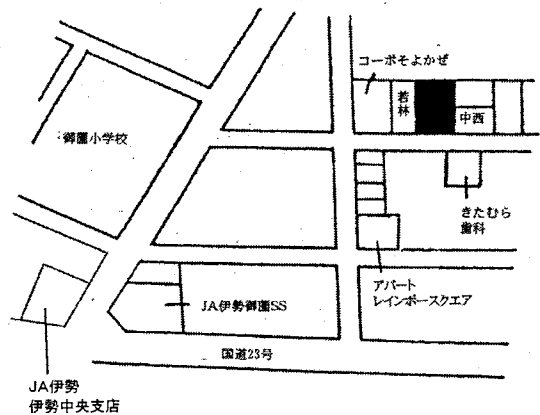 コーポそよかぜ
若林
中西
御薗小学校
きたむら
歯科
アパート
レインボースクエア
JA伊勢御薗SS
国道23号
JA伊勢
伊勢中央支店